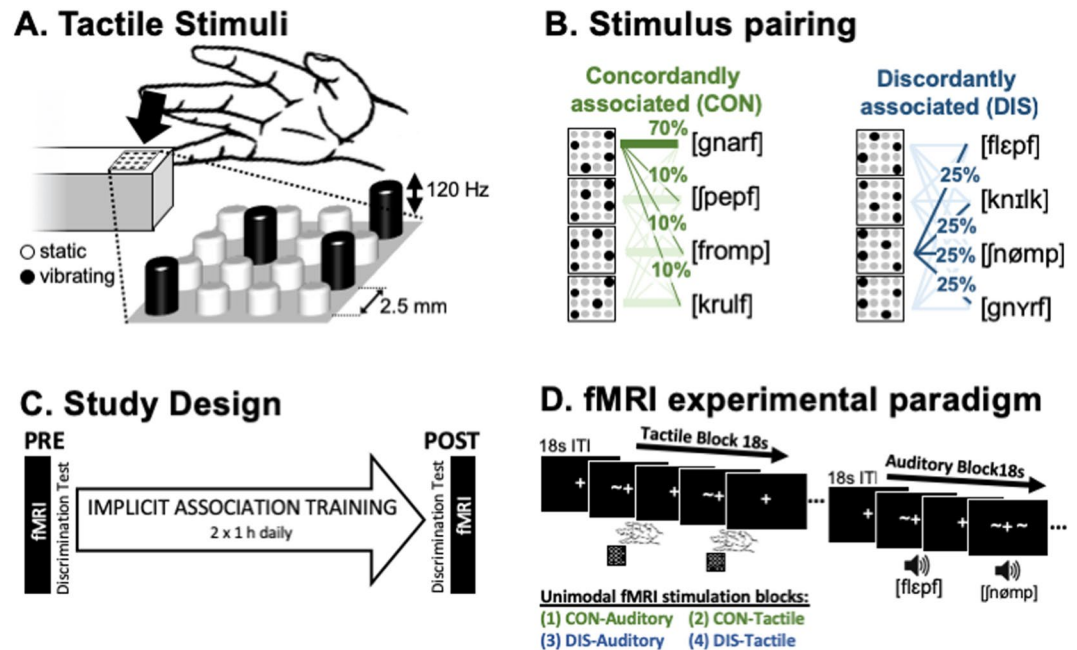 A. Tactile Stimuli
120 Hz
static
vibrating
2.5 mm
B. Stimulus pairing
Concordantly
associated (CON)
70%
[gnarf]
10%
[ʃpepf]
10%
[fromp]
10%
[krulf]
Discordantly
associated (DIS)
[flɛpf]
25%
[knɪlk]
25%
25%
[ʃnømp]
25%
[gnʏrf]
C. Study Design
PRE
POST
fMRI
Discrimination Test
IMPLICIT ASSOCIATION TRAINING
2 x 1 h daily
Discrimination Test
fMRI
D. fMRI experimental paradigm
18s ITI
Tactile Block 18s
+
~+
+
~+
+
...
18s ITI
Auditory Block18s
+
~+
+
~+ ~
...
[flɛpf]
[ʃnømp]
Unimodal fMRI stimulation blocks:
(1) CON-Auditory (2) CON-Tactile
(3) DIS-Auditory (4) DIS-Tactile